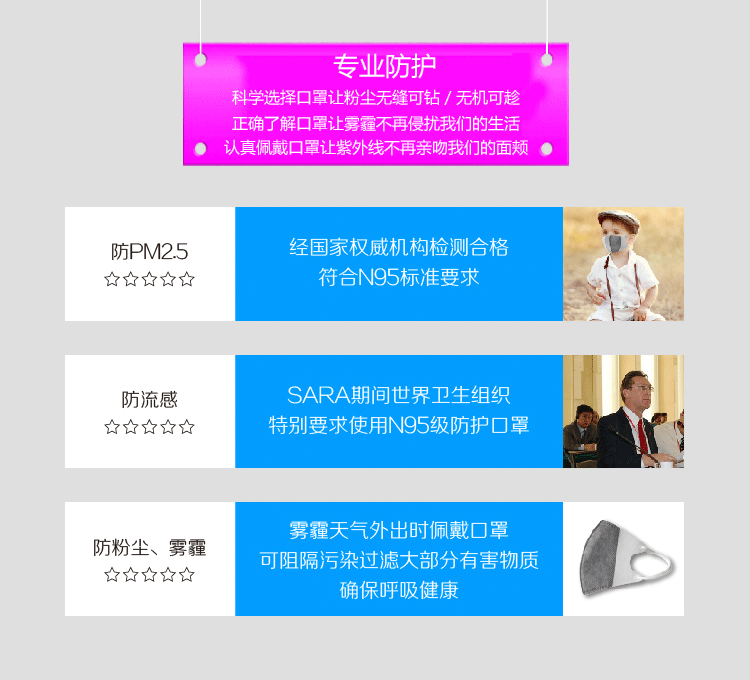 专业防护
科学选择口罩让粉尘无缝可钻 / 无机可趁
正确了解口罩让雾霾不再侵扰我们的生活
认真佩戴口罩让紫外线不再亲吻我们的面颊
防PM2.5
☆☆☆☆☆
经国家权威机构检测合格
符合N95标准要求
防流感
☆☆☆☆☆
SARA期间世界卫生组织
特别要求使用N95级防护口罩
防粉尘、雾霾
☆☆☆☆☆
雾霾天气外出时佩戴口罩
可阻隔污染过滤大部分有害物质
确保呼吸健康